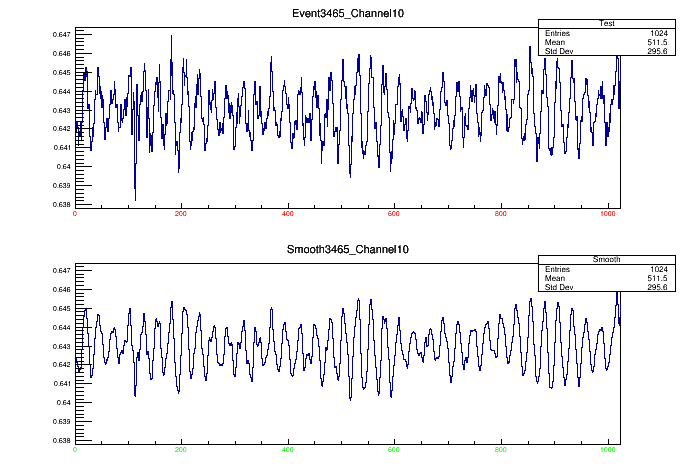 Event3465_Channel10
Test
Entries 1024
Mean 511.5
Std Dev 295.6
0.647
0.646
0.645
0.644
0.643
0.642
0.641
0.64
0.639
0.638
0 200 400 600 800 1000
Smooth3465_Channel10
Smooth
Entries 1024
Mean 511.5
Std Dev 295.6
0.647
0.646
0.645
0.644
0.643
0.642
0.641
0.64
0.639
0.638
0 200 400 600 800 1000